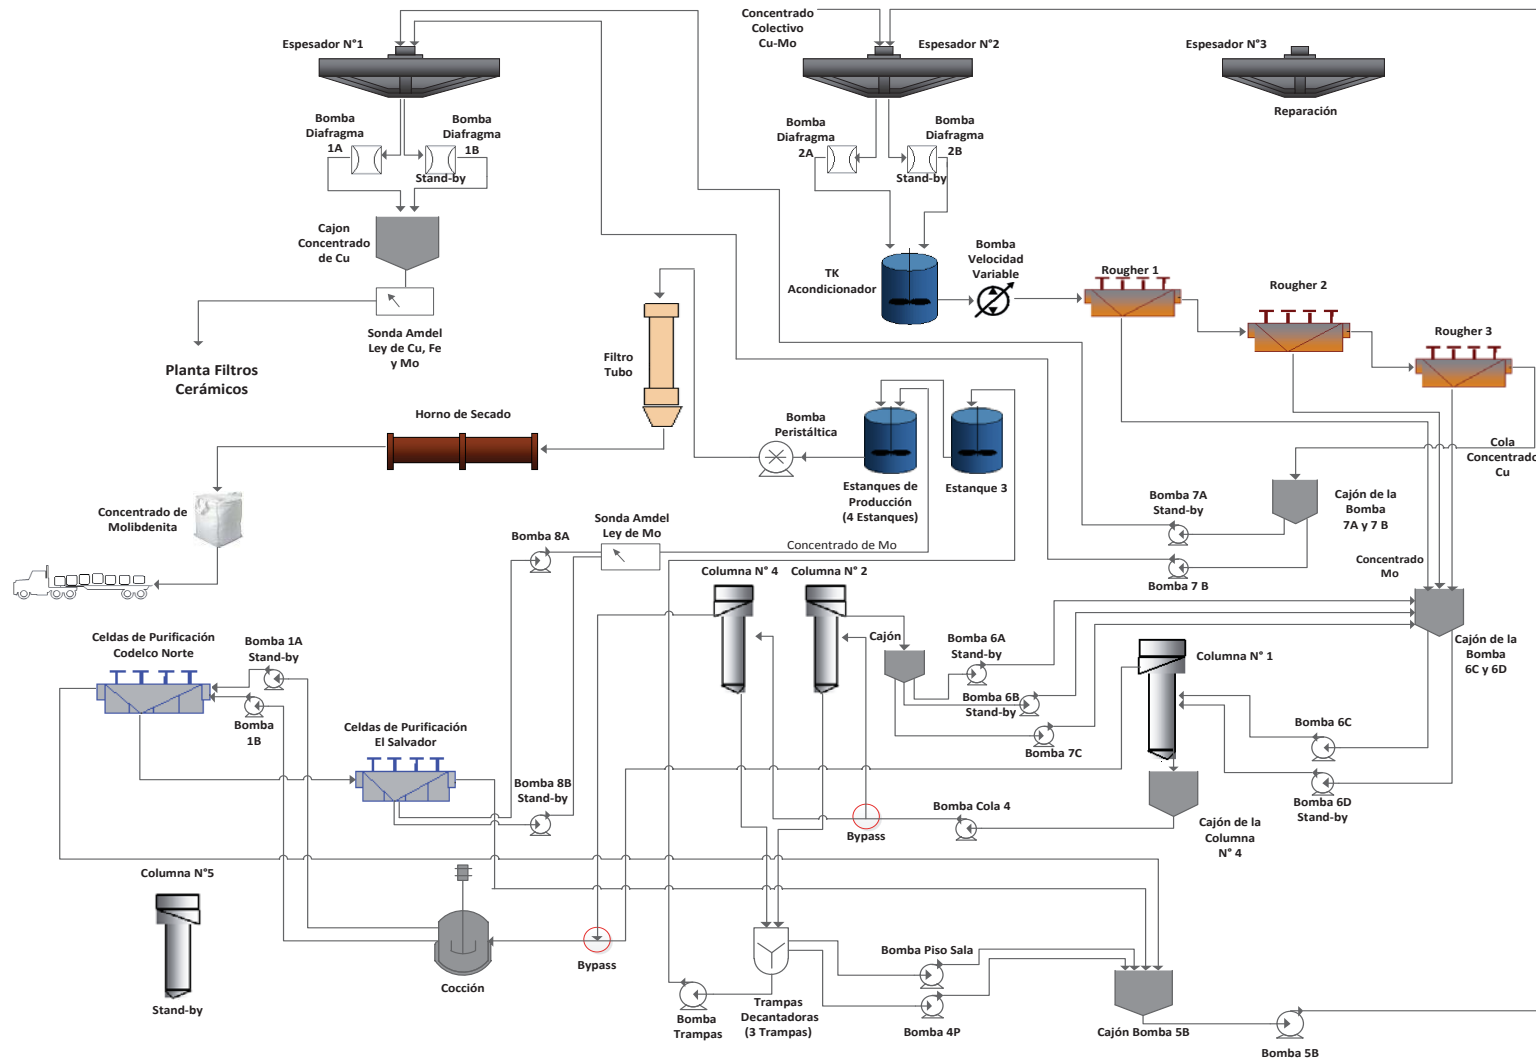 Concentrado
Colectivo
Cu-Mo
Espesador N°1
Espesador N°2
Espesador N°3
Reparación
Bomba
Diafragma
1A
Bomba
Diafragma
1B
Stand-by
Bomba
Diafragma
2A
Bomba
Diafragma
2B
Stand-by
Cajon
Concentrado
de Cu
TK
Acondicionador
Bomba
Velocidad
Variable
Rougher 1
Rougher 2
Rougher 3
Sonda Amdel
Ley de Cu, Fe
y Mo
Planta Filtros
Cerámicos
Filtro
Tubo
Horno de Secado
Bomba
Peristáltica
Estanques de
Producción
(4 Estanques)
Estanque 3
Cola
Concentrado
Cu
Bomba 7A
Stand-by
Cajón de la
Bomba
7A y 7 B
Concentrado de
Molibdenita
Bomba 8A
Sonda Amdel
Ley de Mo
Concentrado de Mo
Columna N° 4
Columna N° 2
Bomba 7 B
Concentrado
Mo
Celdas de Purificación
Codelco Norte
Bomba 1A
Stand-by
Bomba
1B
Cajón
Bomba 6A
Stand-by
Bomba 6B
Stand-by
Bomba 7C
Columna N° 1
Cajón de la
Bomba
6C y 6D
Celdas de Purificación
El Salvador
Bomba 8B
Stand-by
Bomba 6C
Bomba 6D
Stand-by
Bomba Cola 4
Bypass
Cajón de la
Columna
N° 4
Columna N°5
Stand-by
Cocción
Bypass
Bomba
Trampas
Trampas
Decantadoras
(3 Trampas)
Bomba Piso Sala
Bomba 4P
Cajón Bomba 5B
Bomba 5B